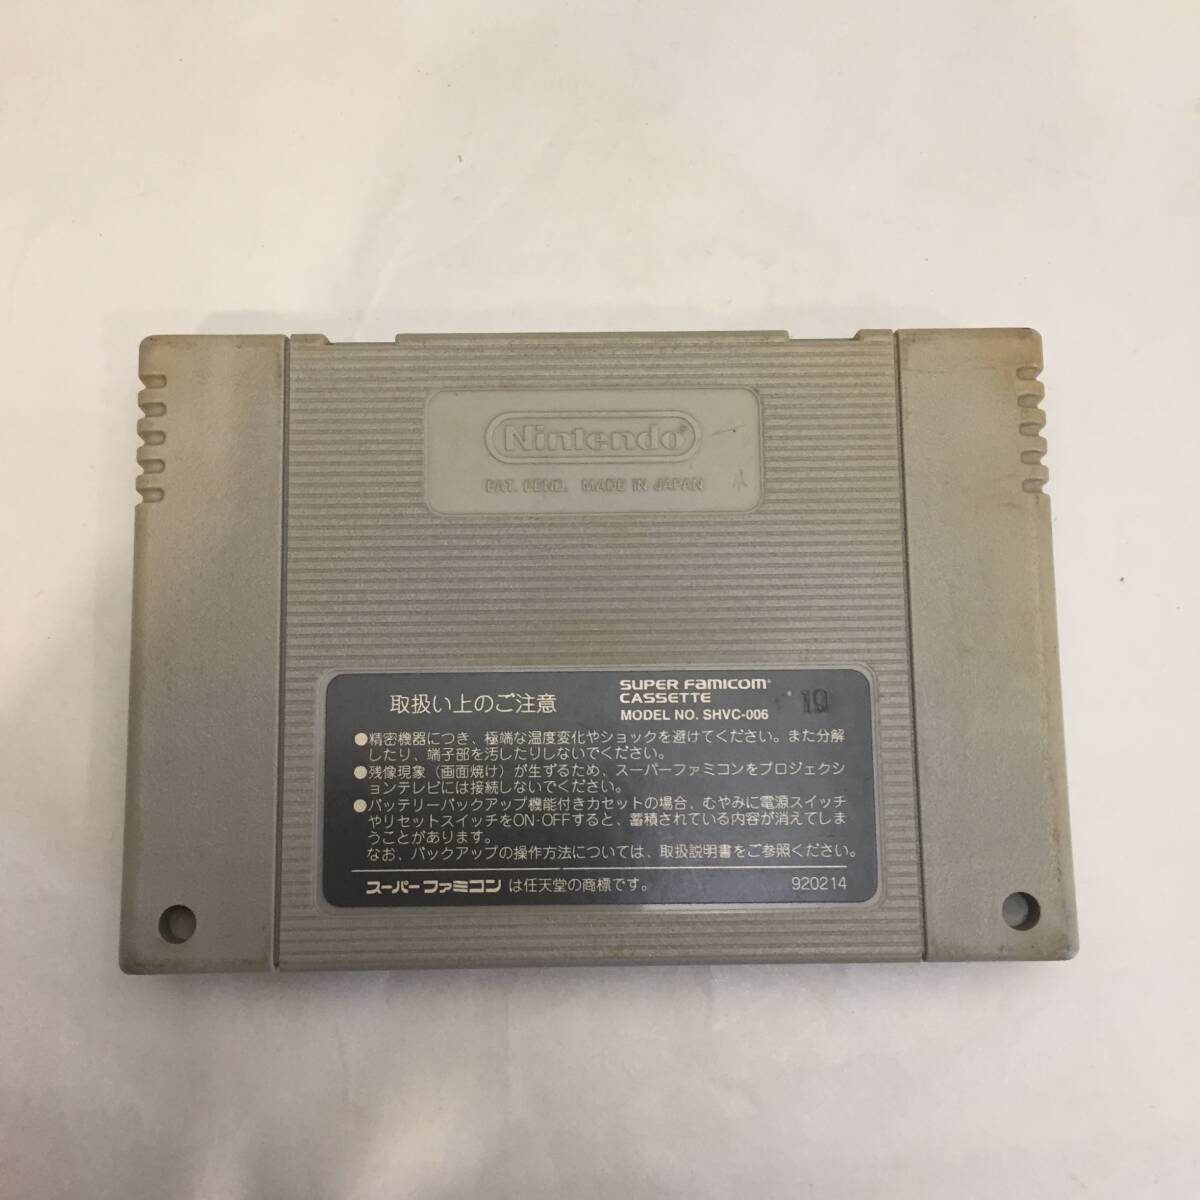 Nintendo®
PAT. PEND. MADE IN JAPAN
取扱い上のご注意
SUPER FAMICOM®
CASSETTE
MODEL NO. SHVC-006
19
●精密機器につき、極端な温度変化やショックを避けてください。また分解
したり、端子部を汚したりしないでください。
●残像現象（画面焼け）が生ずるため、スーパーファミコンをプロジェクシ
ョンテレビには接続しないでください。
●バッテリーバックアップ機能付きカセットの場合、むやみに電源スイッチ
やリセットスイッチをON・OFFすると、蓄積されている内容が消えてしま
うことがあります。
なお、バックアップの操作方法については、取扱説明書をご参照ください。
スーパーファミコン は任天堂の商標です。
920214